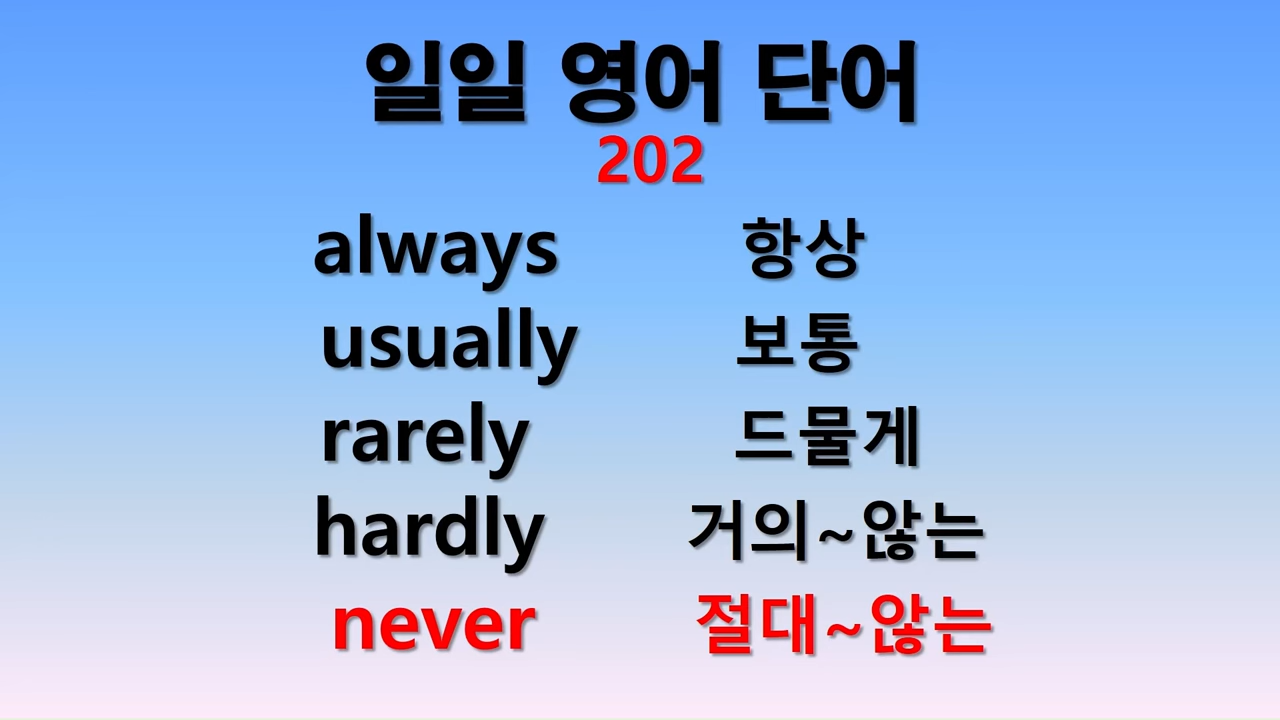 일일 영어 단어
202
always 항상
usually 보통
rarely 드물게
hardly 거의~않는
never 절대~않는